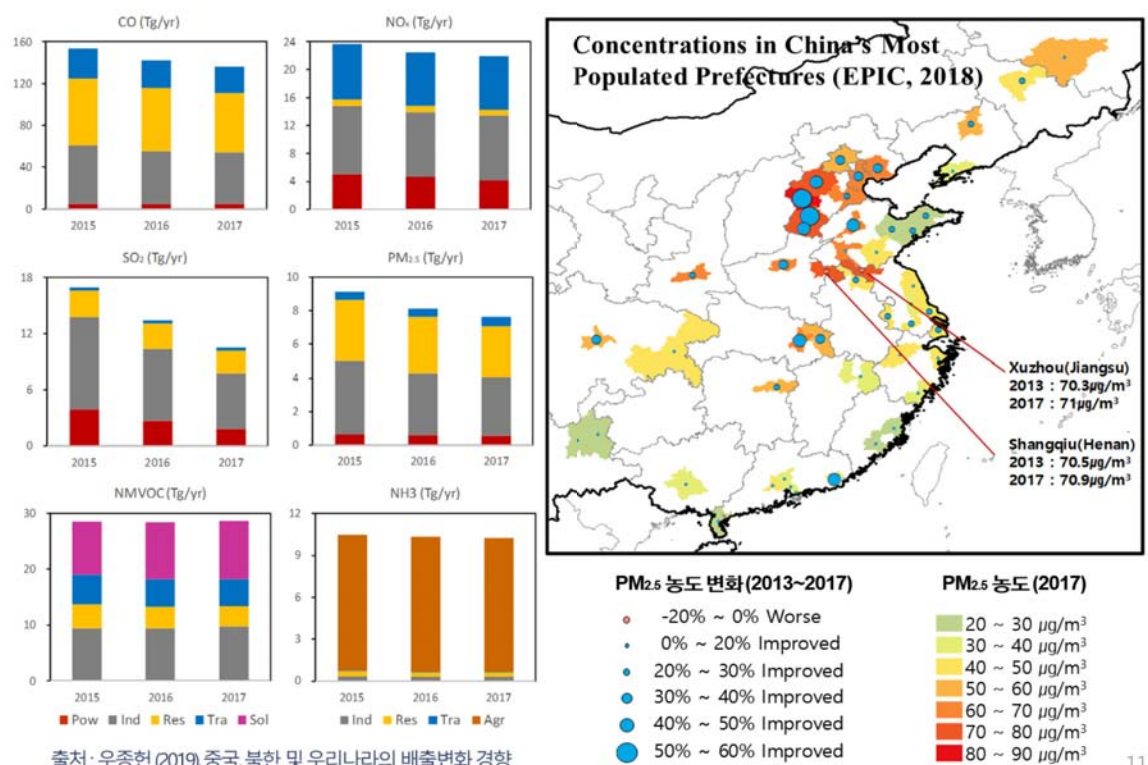 CO (Tg/yr)
160
120
80
40
0
2015 2016 2017
NOₓ (Tg/yr)
24
20
16
12
8
4
0
2015 2016 2017
SO₂ (Tg/yr)
18
12
6
0
2015 2016 2017
PM₂.₅ (Tg/yr)
10
8
6
4
2
0
2015 2016 2017
NMVOC (Tg/yr)
30
20
10
0
2015 2016 2017
Pow Ind Res Tra Sol
NH3 (Tg/yr)
12
9
6
3
0
2015 2016 2017
Ind Res Tra Agr
출처 : 우종헌 (2019), 중국, 북한 및 우리나라의 배출변화 경향
Concentrations in China's Most
Populated Prefectures (EPIC, 2018)
Xuzhou(Jiangsu)
2013 : 70.3μg/m³
2017 : 71μg/m³
Shangqiu(Henan)
2013 : 70.5μg/m³
2017 : 70.9μg/m³
PM₂.₅ 농도 변화 (2013~2017)
-20% ~ 0% Worse
0% ~ 20% Improved
20% ~ 30% Improved
30% ~ 40% Improved
40% ~ 50% Improved
50% ~ 60% Improved
PM₂.₅ 농도 (2017)
20 ~ 30 μg/m³
30 ~ 40 μg/m³
40 ~ 50 μg/m³
50 ~ 60 μg/m³
60 ~ 70 μg/m³
70 ~ 80 μg/m³
80 ~ 90 μg/m³
11